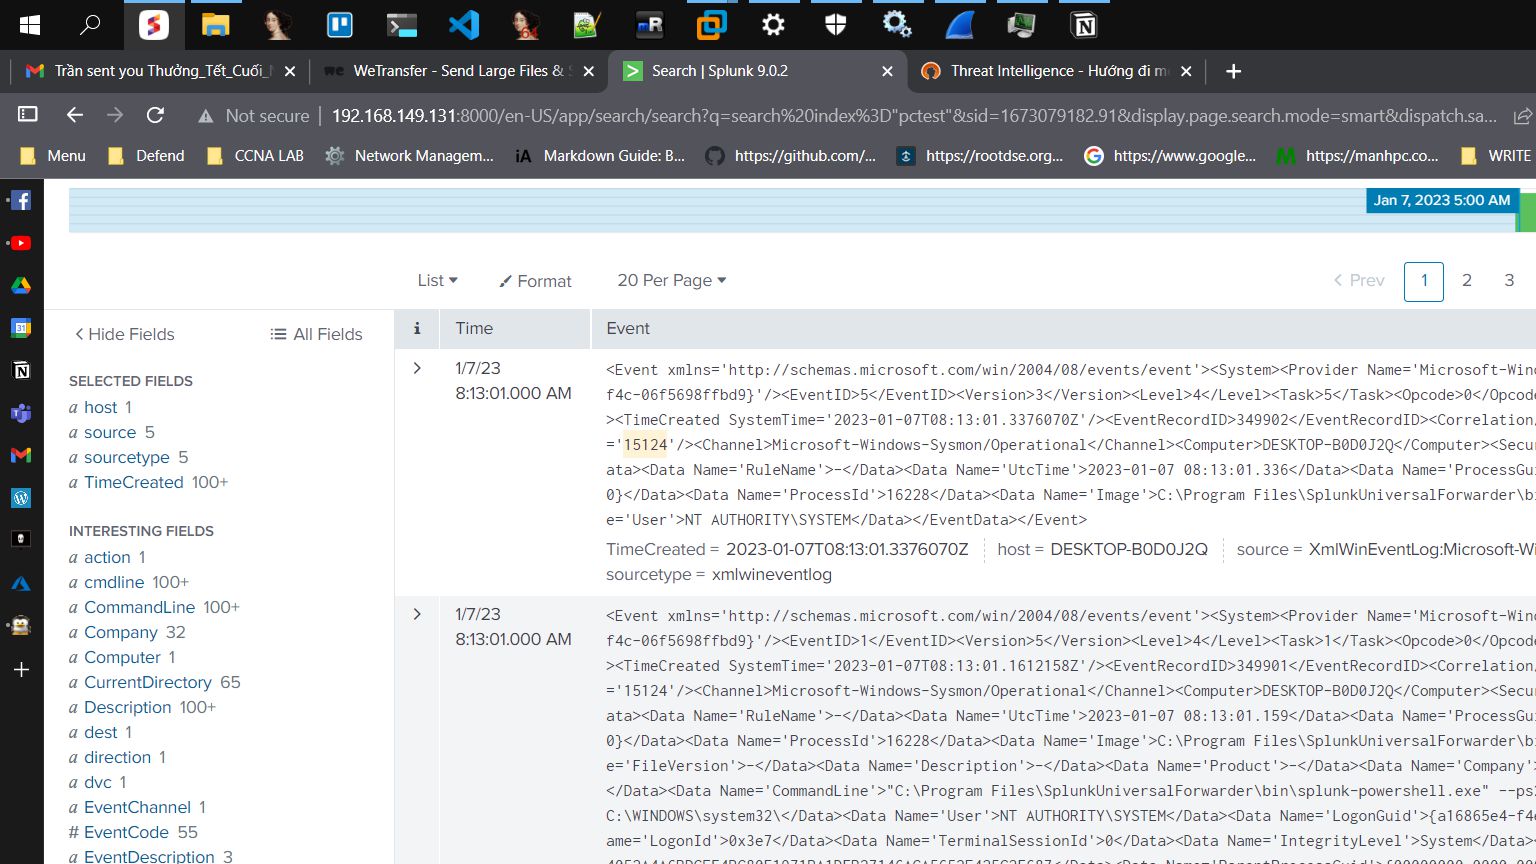 Trần sent you Thưởng_Tết_Cuối_
WeTransfer - Send Large Files &
Search | Splunk 9.0.2
Threat Intelligence - Hướng đi m
Not secure | 192.168.149.131:8000/en-US/app/search/search?q=search%20index%3D"pctest"&sid=1673079182.91&display.page.search.mode=smart&dispatch.sa...
Menu
Defend
CCNA LAB
Network Managem...
iA Markdown Guide: B...
https://github.com/...
https://rootdse.org...
https://www.google...
https://manhpc.co...
WRITE
Jan 7, 2023 5:00 AM
List
Format
20 Per Page
Prev 1 2 3
Hide Fields
All Fields
i Time Event
SELECTED FIELDS
a host 1
a source 5
a sourcetype 5
a TimeCreated 100+
INTERESTING FIELDS
a action 1
a cmdline 100+
a CommandLine 100+
a Company 32
a Computer 1
a CurrentDirectory 65
a Description 100+
a dest 1
a direction 1
a dvc 1
a EventChannel 1
# EventCode 55
a EventDescription 3
1/7/23
8:13:01.000 AM
<Event xmlns='http://schemas.microsoft.com/win/2004/08/events/event'><System><Provider Name='Microsoft-Win
f4c-06f5698ffbd9}'/><EventID>5</EventID><Version>3</Version><Level>4</Level><Task>5</Task><Opcode>0</Opcod
><TimeCreated SystemTime='2023-01-07T08:13:01.3376070Z'/><EventRecordID>349902</EventRecordID><Correlation/
='15124'/><Channel>Microsoft-Windows-Sysmon/Operational</Channel><Computer>DESKTOP-B0D0J2Q</Computer><Secur
ata><Data Name='RuleName'>-</Data><Data Name='UtcTime'>2023-01-07 08:13:01.336</Data><Data Name='ProcessGui
0}</Data><Data Name='ProcessId'>16228</Data><Data Name='Image'>C:\Program Files\SplunkUniversalForwarder\bi
e='User'>NT AUTHORITY\SYSTEM</Data></EventData></Event>
TimeCreated = 2023-01-07T08:13:01.3376070Z host = DESKTOP-B0D0J2Q source = XmlWinEventLog:Microsoft-Wi
sourcetype = xmlwineventlog
1/7/23
8:13:01.000 AM
<Event xmlns='http://schemas.microsoft.com/win/2004/08/events/event'><System><Provider Name='Microsoft-Win
f4c-06f5698ffbd9}'/><EventID>1</EventID><Version>5</Version><Level>4</Level><Task>1</Task><Opcode>0</Opcod
><TimeCreated SystemTime='2023-01-07T08:13:01.1612158Z'/><EventRecordID>349901</EventRecordID><Correlation/
='15124'/><Channel>Microsoft-Windows-Sysmon/Operational</Channel><Computer>DESKTOP-B0D0J2Q</Computer><Secur
ata><Data Name='RuleName'>-</Data><Data Name='UtcTime'>2023-01-07 08:13:01.159</Data><Data Name='ProcessGui
0}</Data><Data Name='ProcessId'>16228</Data><Data Name='Image'>C:\Program Files\SplunkUniversalForwarder\bi
e='FileVersion'>-</Data><Data Name='Description'>-</Data><Data Name='Product'>-</Data><Data Name='Company'>
</Data><Data Name='CommandLine'>"C:\Program Files\SplunkUniversalForwarder\bin\splunk-powershell.exe" --ps2
C:\WINDOWS\system32\</Data><Data Name='User'>NT AUTHORITY\SYSTEM</Data><Data Name='LogonGuid'>{a16865e4-f4e
ame='LogonId'>0x3e7</Data><Data Name='TerminalSessionId'>0</Data><Data Name='IntegrityLevel'>System</Data>